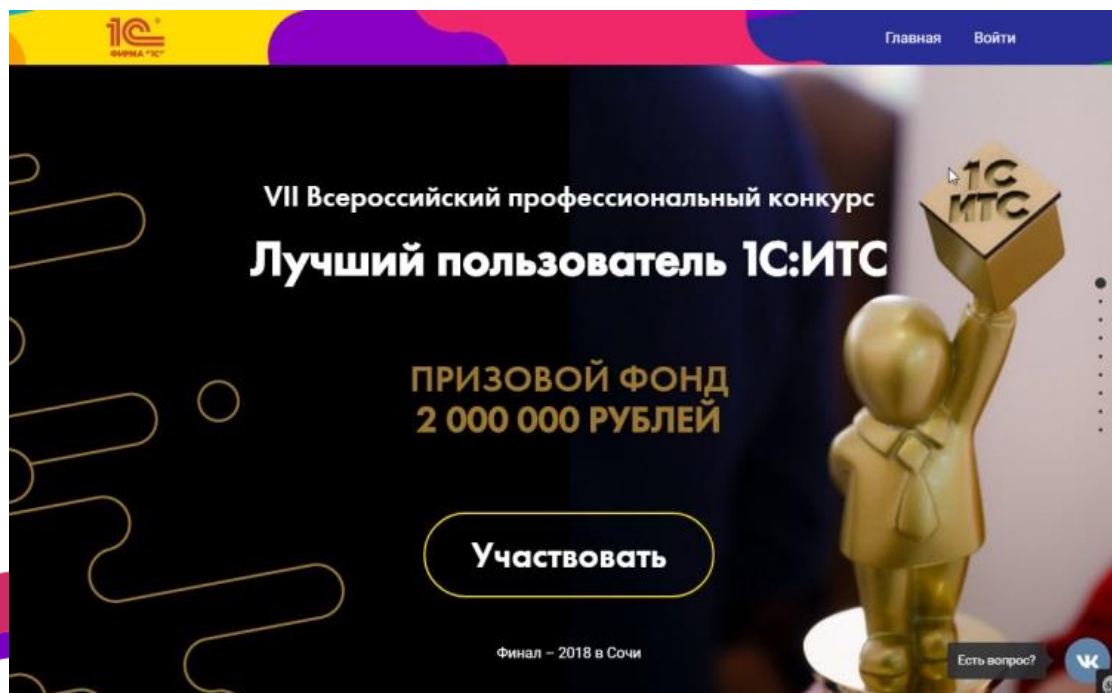 1С
ФИРМА "1С"
Главная
Войти
VII Всероссийский профессиональный конкурс
Лучший пользователь 1С:ИТС
1С
ИТС
ПРИЗОВОЙ ФОНД
2 000 000 РУБЛЕЙ
Участвовать
Финал – 2018 в Сочи
Есть вопрос?